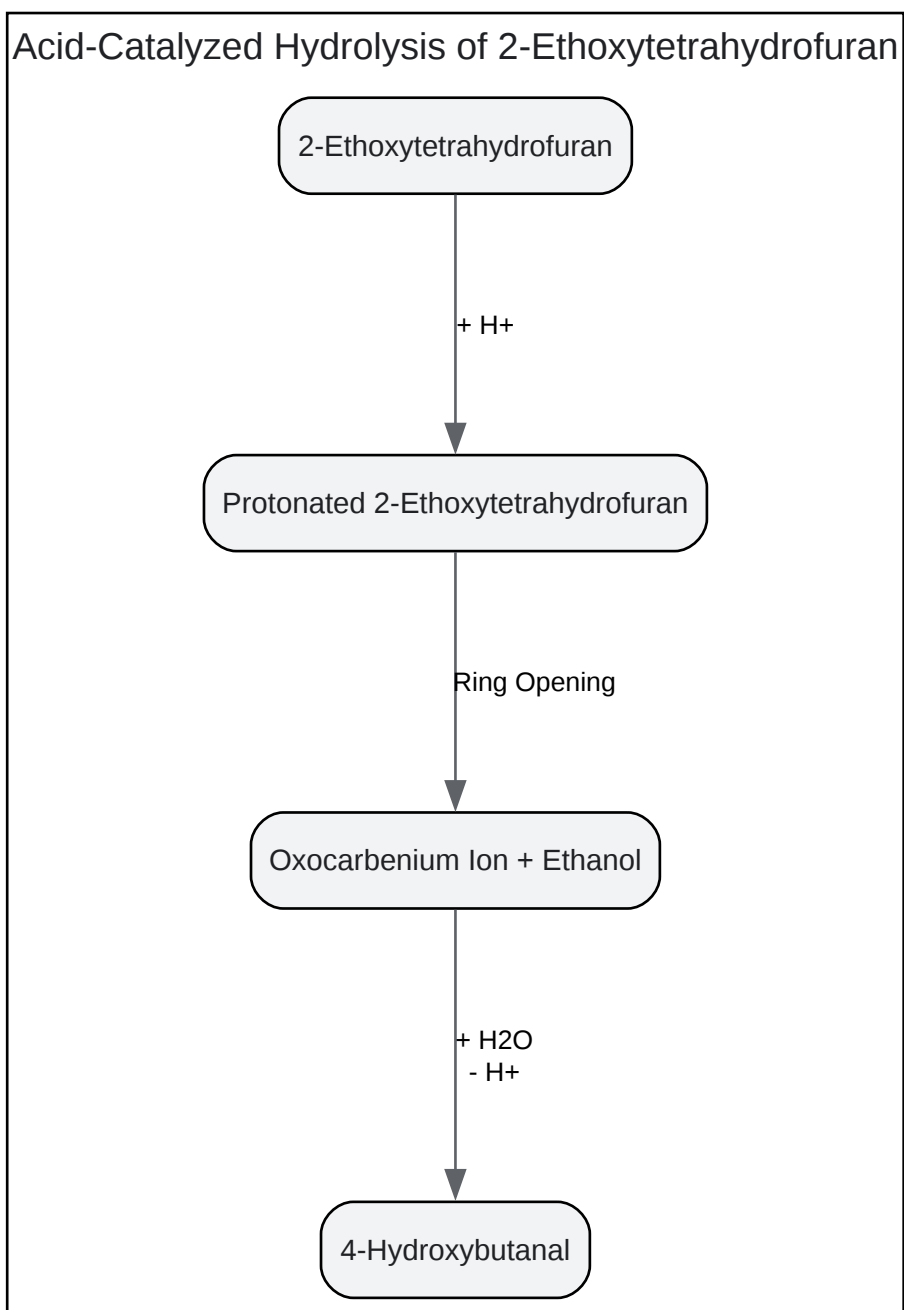 Acid-Catalyzed Hydrolysis of 2-Ethoxytetrahydrofuran
2-Ethoxytetrahydrofuran
+ H+
Protonated 2-Ethoxytetrahydrofuran
Ring Opening
Oxocarbenium Ion + Ethanol
+ H2O
- H+
4-Hydroxybutanal